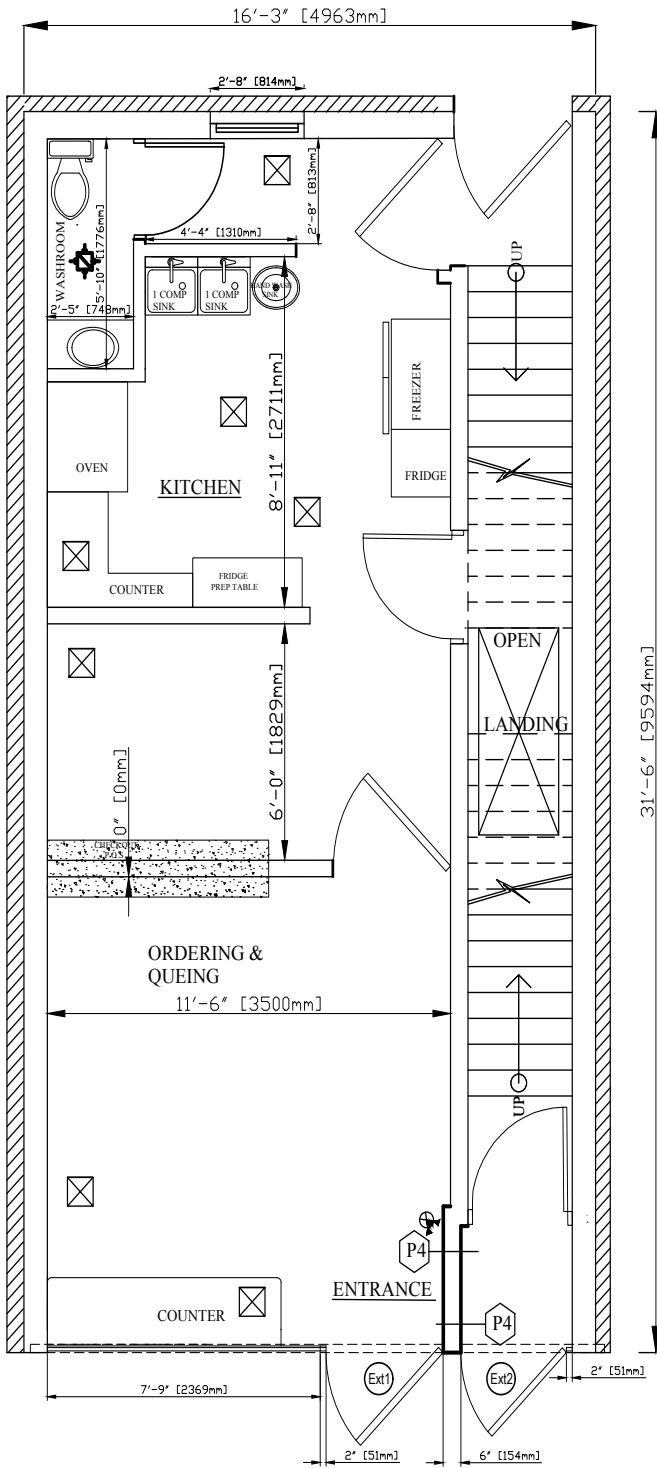 16'-3" [4963mm]
2'-8" [814mm]
2'-8" [813mm]
4'-4" [1310mm]
WASHROOM
5'-10" [1776mm]
2'-5" [748mm]
1 COMP
SINK
1 COMP
SINK
HAND WASH
SINK
UP
FREEZER
FRIDGE
OVEN
KITCHEN
8'-11" [2711mm]
COUNTER
FRIDGE
PREP TABLE
OPEN
LANDING
31'-6" [9594mm]
6'-0" [1829mm]
0" [0mm]
CHECKOUT
P.O.S
ORDERING &
QUEING
11'-6" [3500mm]
UP
P4
ENTRANCE
P4
COUNTER
Ext1
Ext2
7'-9" [2369mm]
2" [51mm]
6" [154mm]
2" [51mm]